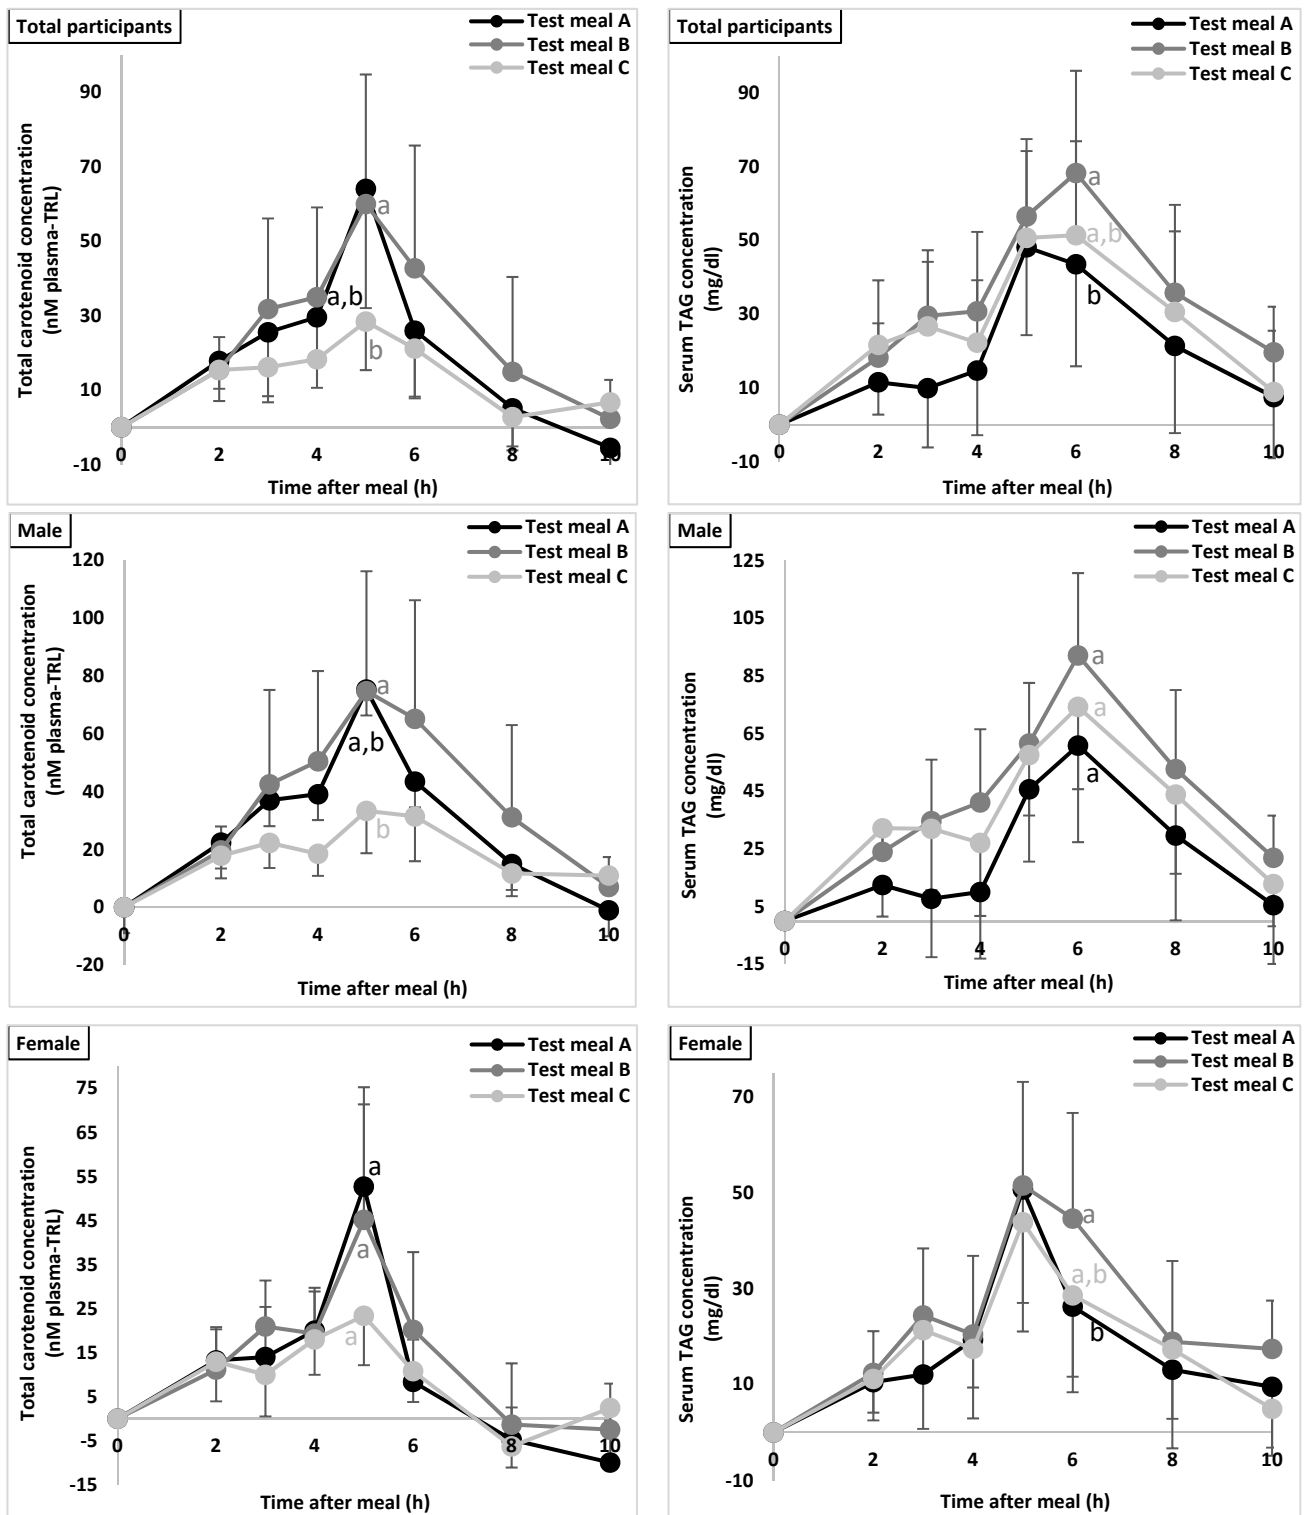 Total participants
Test meal A
Test meal B
Test meal C
Total carotenoid concentration
(nM plasma-TRL)
90
70
50
30
10
-10
a
a,b
b
0 2 4 6 8 10
Time after meal (h)
Total participants
Test meal A
Test meal B
Test meal C
Serum TAG concentration
(mg/dl)
90
70
50
30
10
-10
a
a,b
b
0 2 4 6 8 10
Time after meal (h)
Male
Test meal A
Test meal B
Test meal C
Total carotenoid concentration
(nM plasma-TRL)
120
100
80
60
40
20
0
-20
a
a,b
b
0 2 4 6 8 10
Time after meal (h)
Male
Test meal A
Test meal B
Test meal C
Serum TAG concentration
(mg/dl)
125
105
85
65
45
25
5
-15
a
a
a
0 2 4 6 8 10
Time after meal (h)
Female
Test meal A
Test meal B
Test meal C
Total carotenoid concentration
(nM plasma-TRL)
75
65
55
45
35
25
15
5
-5
-15
a
a
a
0 2 4 6 8 10
Time after meal (h)
Female
Test meal A
Test meal B
Test meal C
Serum TAG concentration
(mg/dl)
70
50
30
10
-10
a
a,b
b
0 2 4 6 8 10
Time after meal (h)